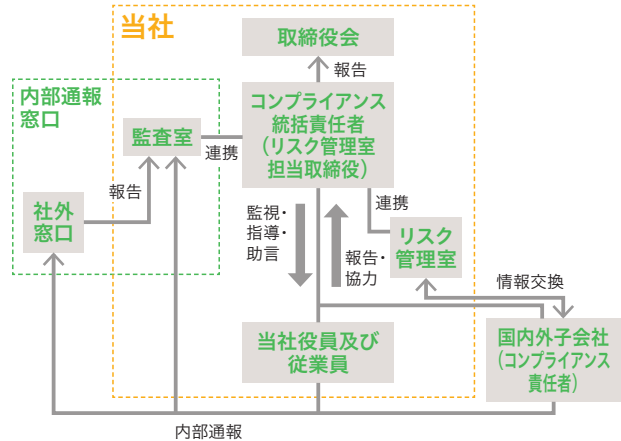 当社
取締役会
報告
内部通報
窓口
コンプライアンス
統括責任者
（リスク管理室
担当取締役）
監査室
連携
報告
社外
窓口
監視・
指導・
助言
報告・
協力
連携
リスク
管理室
情報交換
当社役員及び
従業員
国内外子会社
（コンプライアンス
責任者）
内部通報